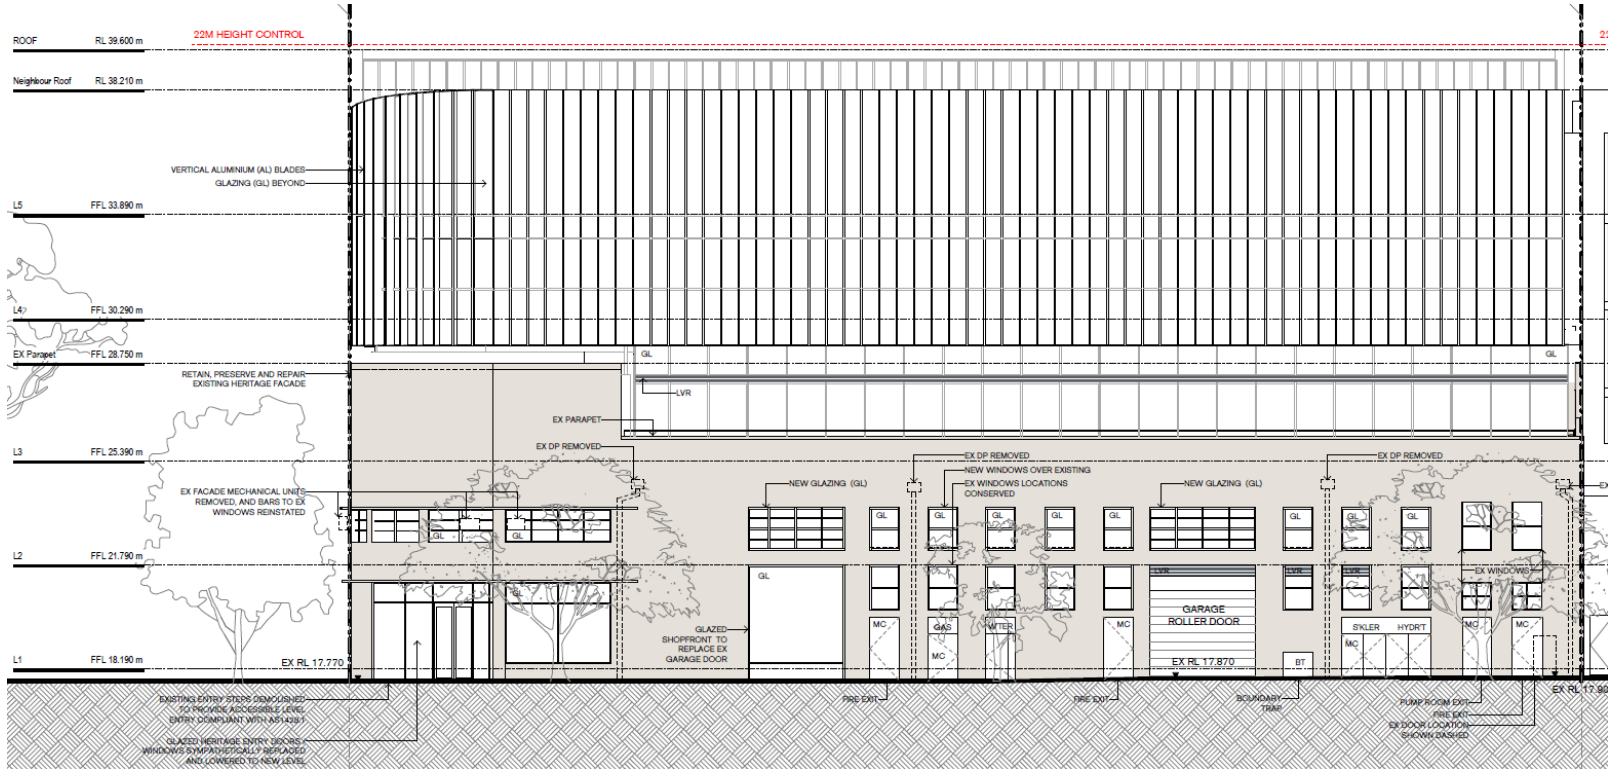 22M HEIGHT CONTROL
22
ROOF RL 39.600 m
Neighbour Roof RL 38.210 m
VERTICAL ALUMINIUM (AL) BLADES
GLAZING (GL) BEYOND
L5 FFL 33.890 m
L4 FFL 30.290 m
EX Parapet FFL 28.750 m
GL
GL
RETAIN, PRESERVE AND REPAIR
EXISTING HERITAGE FACADE
LVR
EX PARAPET
EX DP REMOVED
L3 FFL 25.390 m
EX DP REMOVED
EX DP REMOVED
NEW WINDOWS OVER EXISTING
NEW GLAZING (GL)
EX WINDOWS LOCATIONS
CONSERVED
NEW GLAZING (GL)
EX
EX FACADE MECHANICAL UNITS
REMOVED, AND BARS TO EX
WINDOWS REINSTATED
GL GL GL GL GL GL GL GL
GL GL
L2 FFL 21.790 m
GL
LVR LVR LVR
EX WINDOWS
GL
GARAGE
ROLLER DOOR
GLAZED
SHOPFRONT TO
REPLACE EX
GARAGE DOOR
MC GAS W'TER MC
S'KLER HYDR'T
MC MC
MC MC
L1 FFL 18.190 m
EX RL 17.770
EX RL 17.870
BT
EX RL 17.90
EXISTING ENTRY STEPS DEMOLISHED
TO PROVIDE ACCESSIBLE LEVEL
ENTRY COMPLIANT WITH AS1428.1
FIRE EXIT
FIRE EXIT
BOUNDARY
TRAP
PUMP ROOM EXIT
FIRE EXIT
EX DOOR LOCATION
SHOWN DASHED
GLAZED HERITAGE ENTRY DOORS /
WINDOWS SYMPATHETICALLY REPLACED
AND LOWERED TO NEW LEVEL